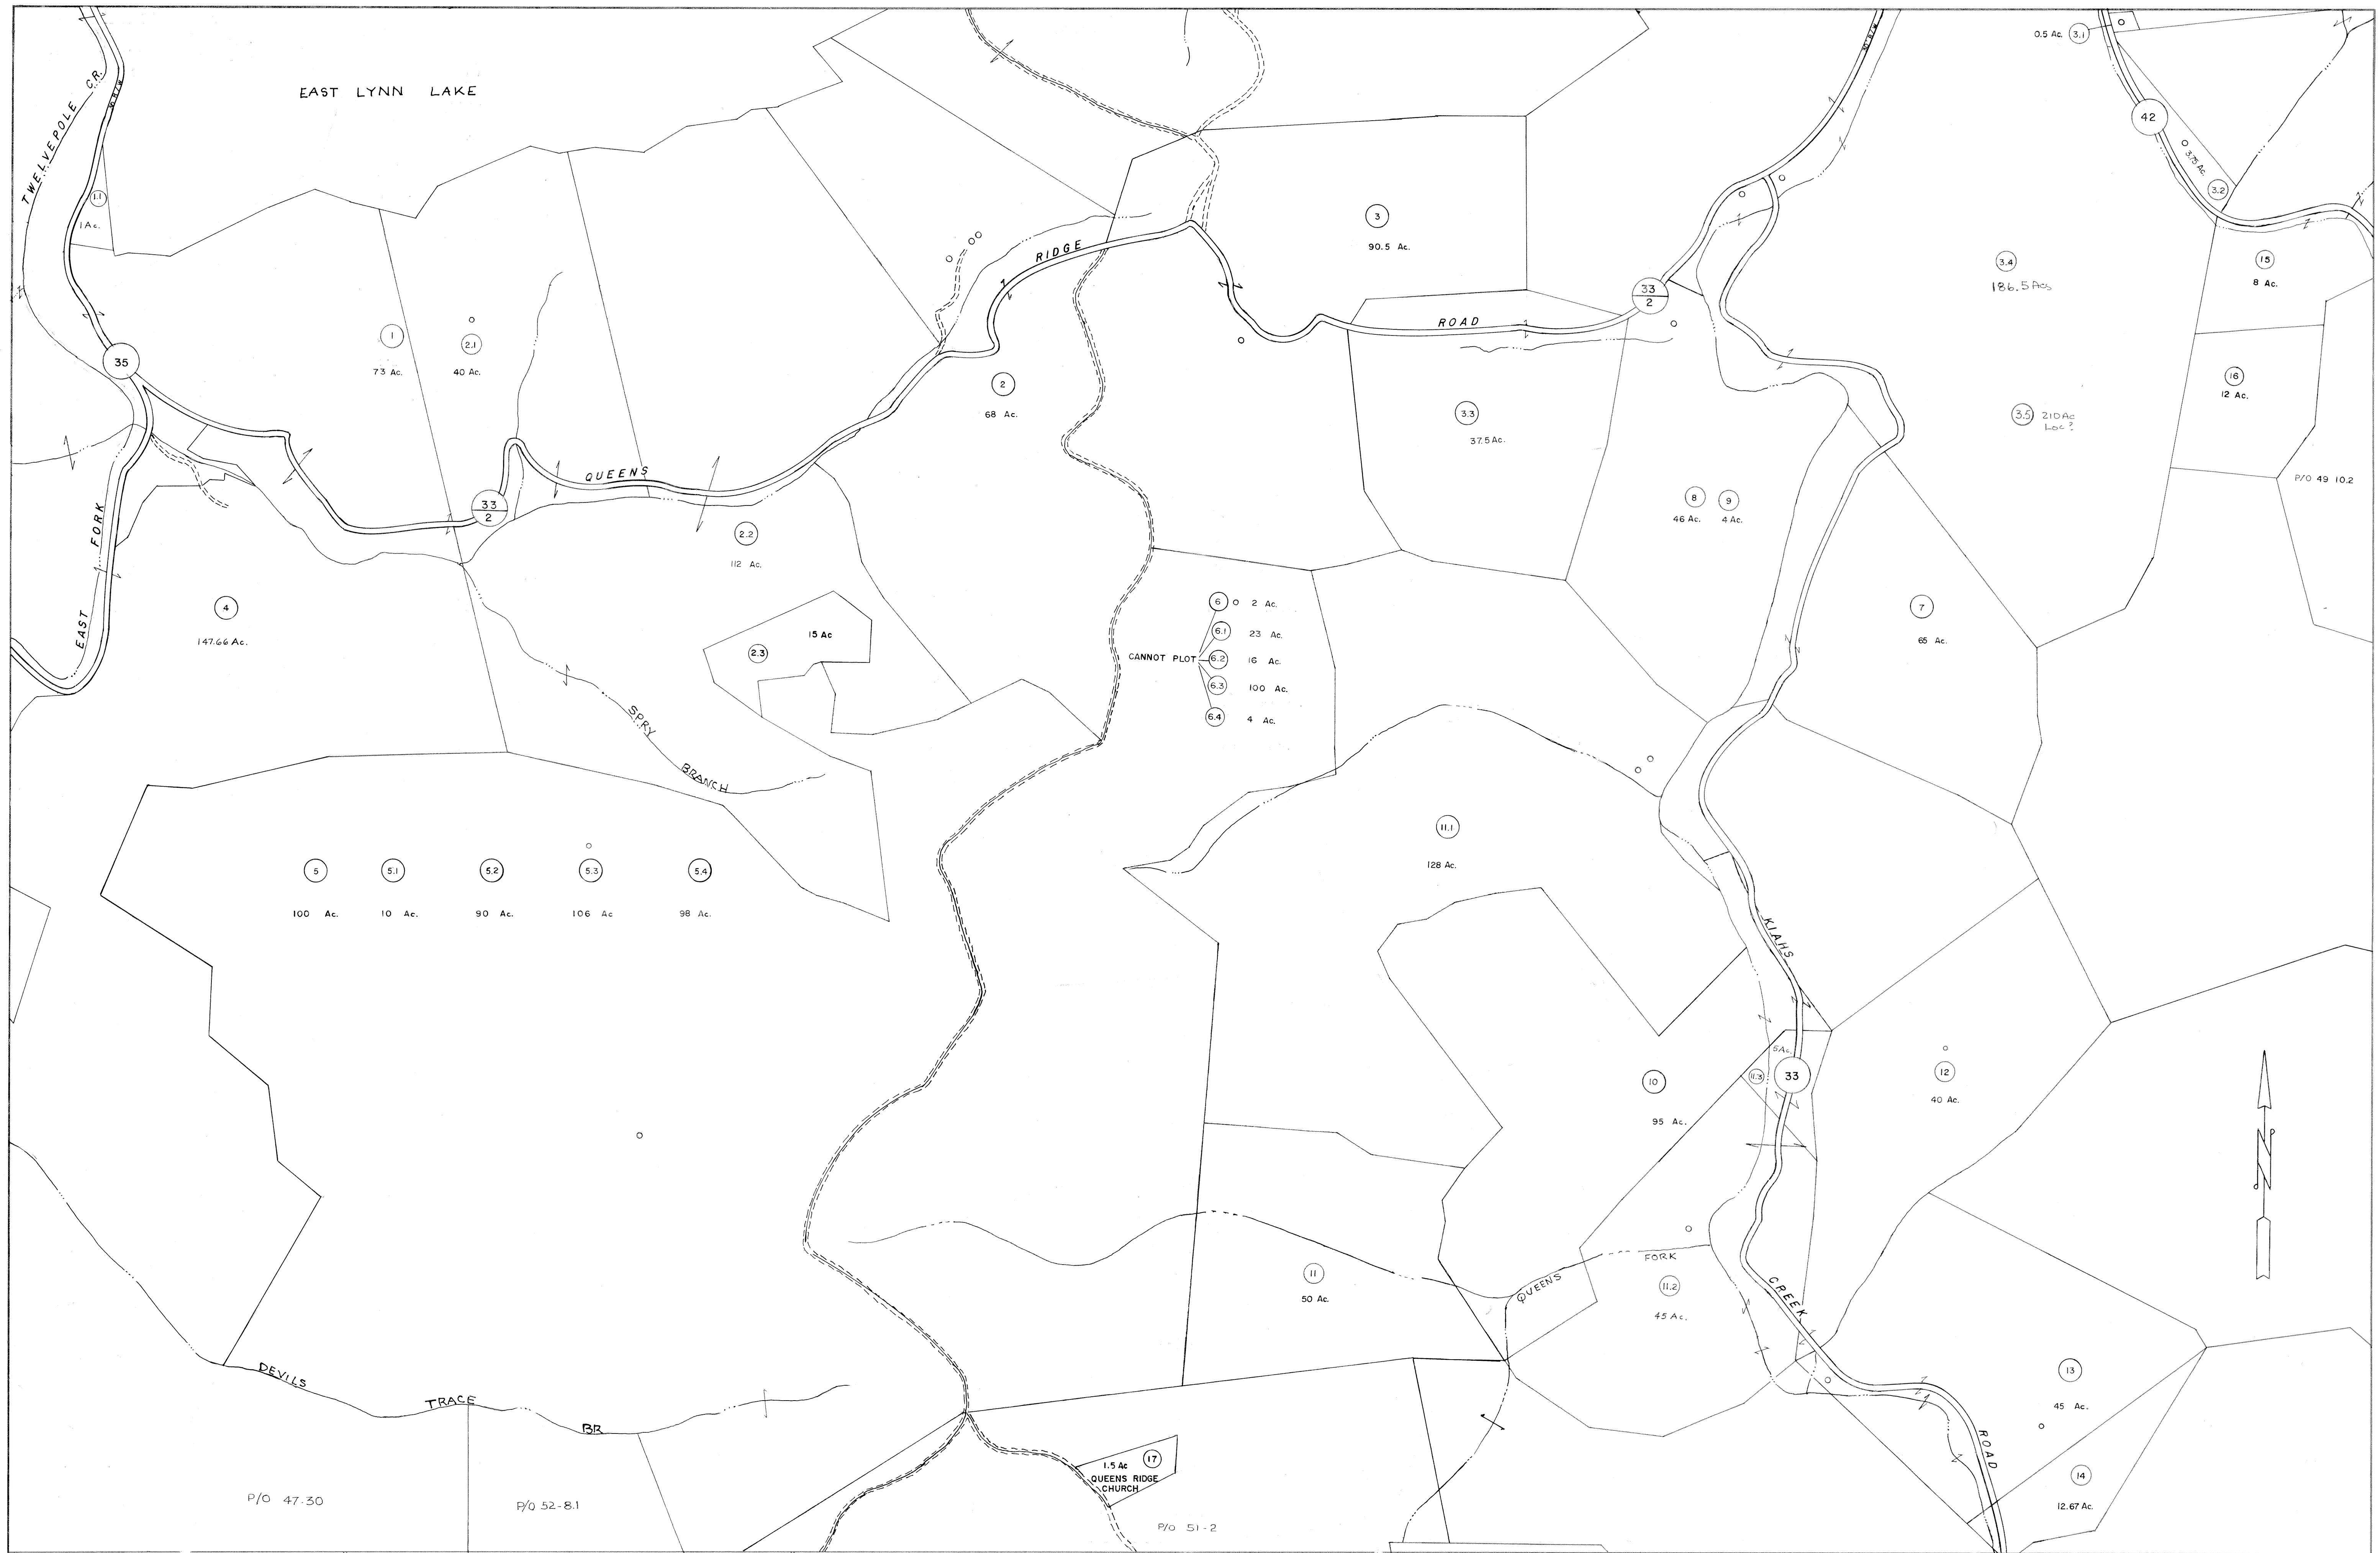 EAST LYNN LAKE
TWELVEPOLE CR.
0.5 Ac. 3.1
42
3.75 Ac.
3.2
1.1
1 Ac.
3
90.5 Ac.
RIDGE
3.4
186.5 Acs
15
8 Ac.
33
2
ROAD
35
1
73 Ac.
2.1
40 Ac.
2
68 Ac.
3.3
37.5 Ac.
3.5 210 Ac
Loc?
16
12 Ac.
P/O 49 10.2
QUEENS
33
2
8
46 Ac.
9
4 Ac.
EAST FORK
2.2
112 Ac.
4
147.66 Ac.
15 Ac
2.3
CANNOT PLOT
6 2 Ac.
6.1 23 Ac.
6.2 16 Ac.
6.3 100 Ac.
6.4 4 Ac.
7
65 Ac.
SPRY
BRANCH
11.1
128 Ac.
5 5.1 5.2 5.3 5.4
100 Ac. 10 Ac. 90 Ac. 106 Ac 98 Ac.
KIAHS
5 Ac.
11.3
33
10
95 Ac.
12
40 Ac.
N
11
50 Ac.
QUEENS FORK
11.2
45 Ac.
CREEK
DEVILS TRACE BR
13
45 Ac.
ROAD
14
12.67 Ac.
1.5 Ac 17
QUEENS RIDGE
CHURCH
P/O 47-30
P/O 52-8.1
P/O 51-2